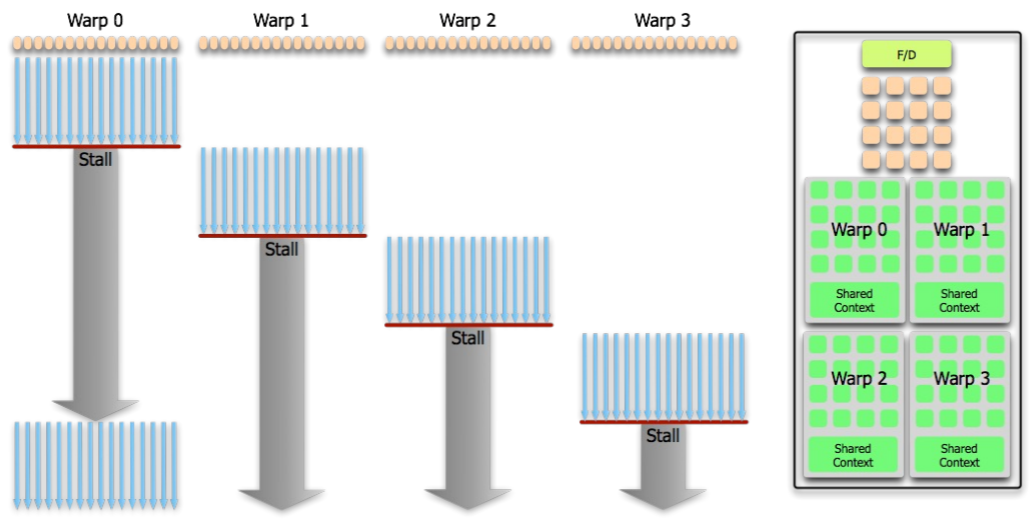 Warp 0
Warp 1
Warp 2
Warp 3
Stall
Stall
Stall
Stall
F/D
Warp 0
Warp 1
Shared
Context
Shared
Context
Warp 2
Warp 3
Shared
Context
Shared
Context